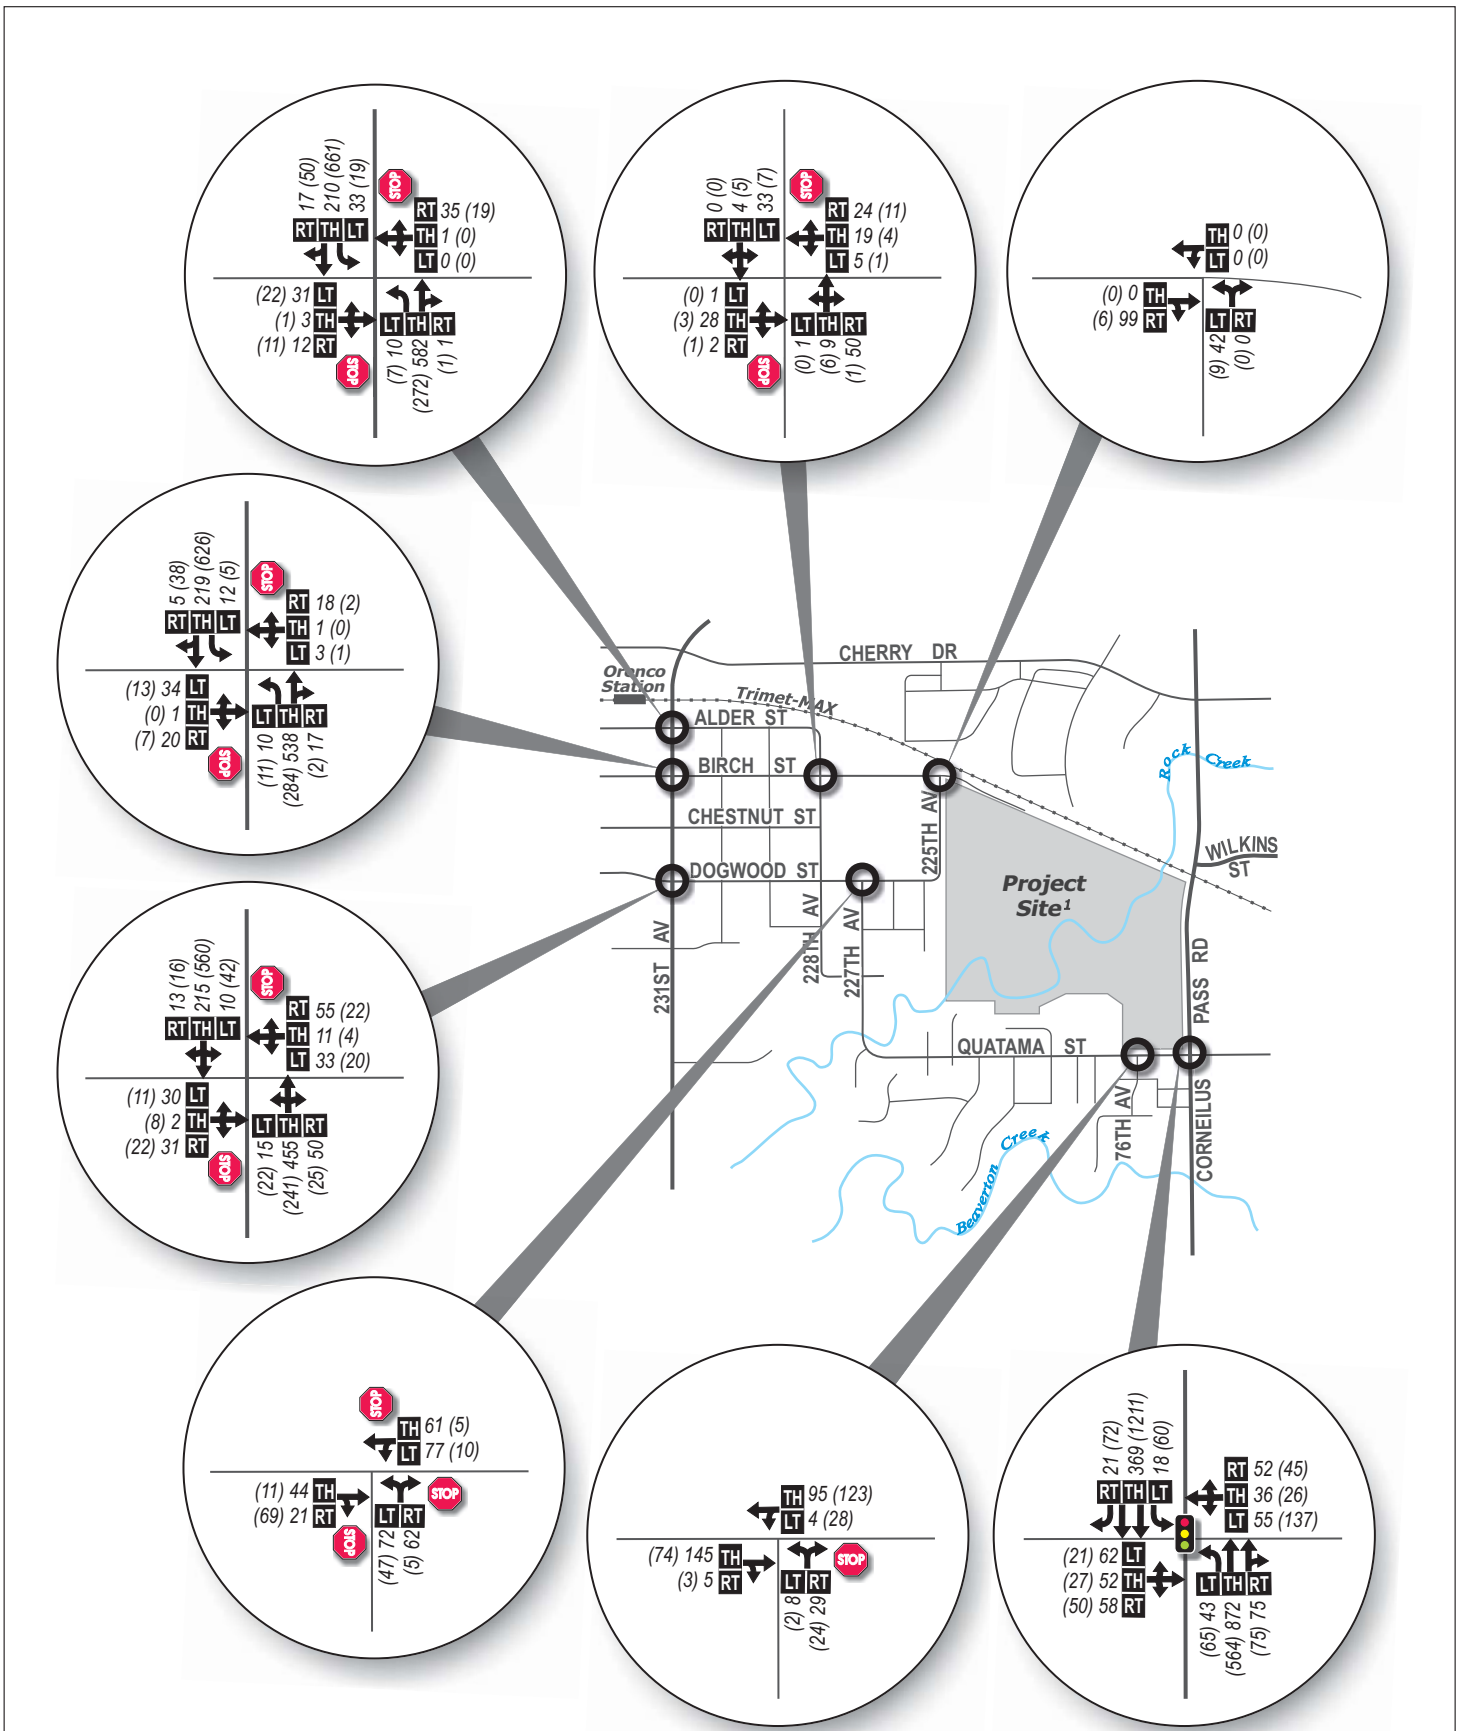 17 (50)
210 (661)
33 (19)
RT TH LT
STOP
RT 35 (19)
TH 1 (0)
LT 0 (0)
(22) 31 LT
(1) 3 TH
(11) 12 RT
STOP
LT TH RT
(7) 10
(272) 582
(1) 1
0 (0)
4 (5)
33 (7)
RT TH LT
STOP
RT 24 (11)
TH 19 (4)
LT 5 (1)
(0) 1 LT
(3) 28 TH
(1) 2 RT
STOP
LT TH RT
(0) 1
(6) 9
(1) 50
TH 0 (0)
LT 0 (0)
(0) 0 TH
(6) 99 RT
LT RT
(9) 42
(0) 0
5 (38)
219 (626)
12 (5)
RT TH LT
STOP
RT 18 (2)
TH 1 (0)
LT 3 (1)
(13) 34 LT
(0) 1 TH
(7) 20 RT
STOP
LT TH RT
(11) 10
(284) 538
(2) 17
CHERRY DR
Orenco
Station
Trimet-MAX
ALDER ST
BIRCH ST
CHESTNUT ST
DOGWOOD ST
231ST AV
228TH AV
227TH AV
225TH AV
Project
Site¹
Rock Creek
WILKINS
ST
QUATAMA ST
76TH AV
CORNEILUS PASS RD
Beaverton Creek
13 (16)
215 (560)
10 (42)
RT TH LT
STOP
RT 55 (22)
TH 11 (4)
LT 33 (20)
(11) 30 LT
(8) 2 TH
(22) 31 RT
STOP
LT TH RT
(22) 15
(241) 455
(25) 50
STOP
TH 61 (5)
LT 77 (10)
(11) 44 TH
(69) 21 RT
STOP
LT RT
STOP
(47) 72
(5) 62
TH 95 (123)
LT 4 (28)
(74) 145 TH
(3) 5 RT
LT RT
STOP
(2) 8
(24) 29
21 (72)
369 (1211)
18 (60)
RT TH LT
RT 52 (45)
TH 36 (26)
LT 55 (137)
(21) 62 LT
(27) 52 TH
(50) 58 RT
LT TH RT
(65) 43
(564) 872
(75) 75